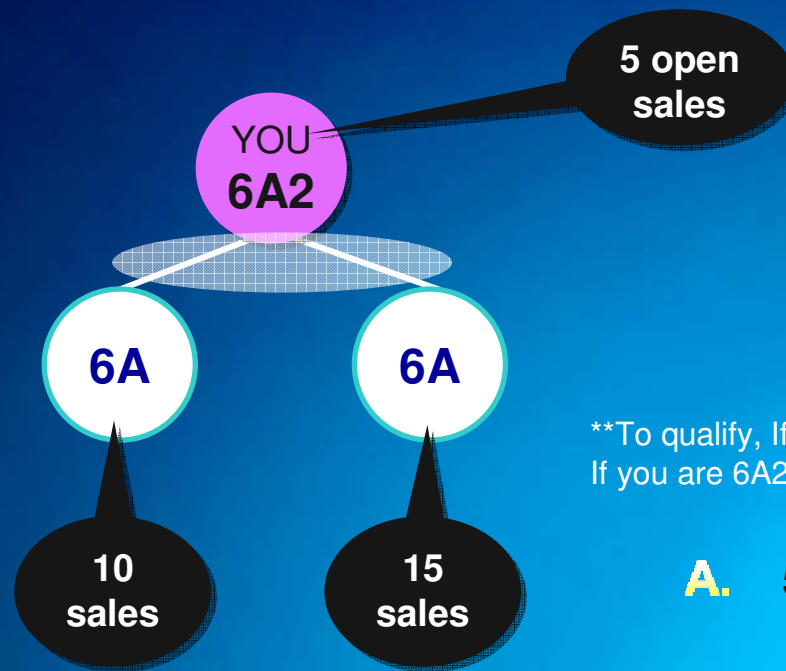 5 open
sales
YOU
6A2
6A
6A
**To qualify, If
If you are 6A2
10
sales
15
sales
A.